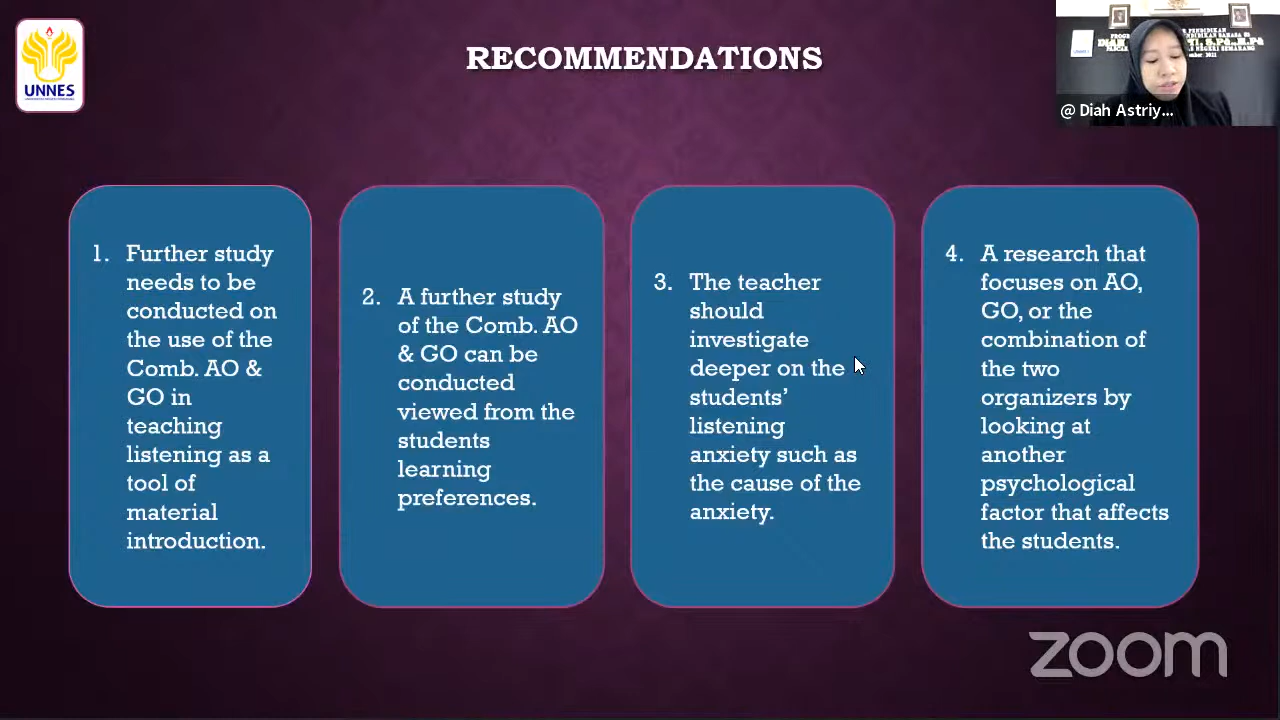 RECOMMENDATIONS
UNNES
@ Diah Astriy...
1. Further study
needs to be
conducted on
the use of the
Comb. AO &
GO in
teaching
listening as a
tool of
material
introduction.
2. A further study
of the Comb. AO
& GO can be
conducted
viewed from the
students
learning
preferences.
3. The teacher
should
investigate
deeper on the
students’
listening
anxiety such as
the cause of the
anxiety.
4. A research that
focuses on AO,
GO, or the
combination of
the two
organizers by
looking at
another
psychological
factor that affects
the students.
zoom